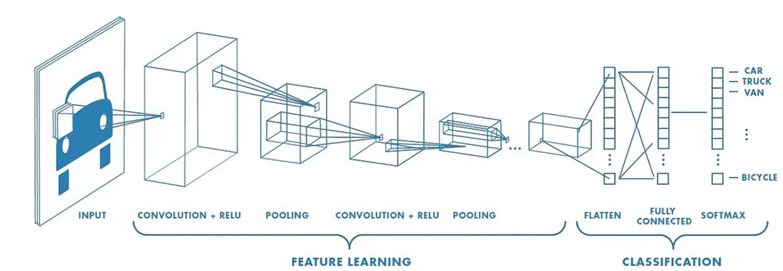 CAR
TRUCK
VAN
BICYCLE
INPUT
CONVOLUTION + RELU
POOLING
CONVOLUTION + RELU
POOLING
FLATTEN
FULLY
CONNECTED
SOFTMAX
FEATURE LEARNING
CLASSIFICATION